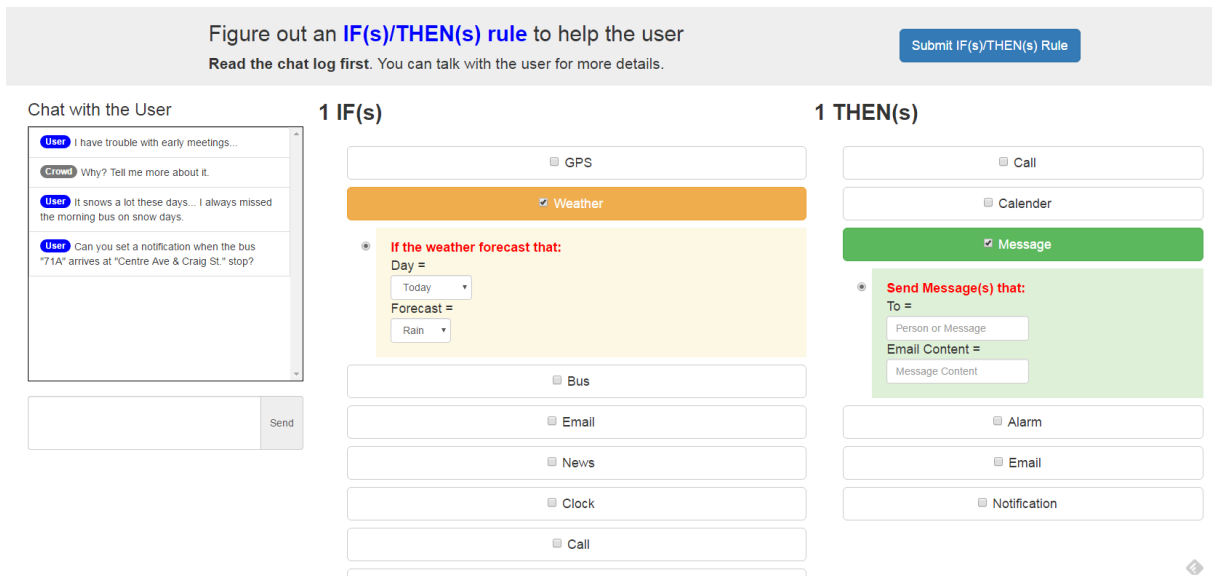 Figure out an IF(s)/THEN(s) rule to help the user
Read the chat log first. You can talk with the user for more details.
Submit IF(s)/THEN(s) Rule
Chat with the User
User I have trouble with early meetings...
Crowd Why? Tell me more about it.
User It snows a lot these days... I always missed
the morning bus on snow days.
User Can you set a notification when the bus
"71A" arrives at "Centre Ave & Craig St." stop?
Send
1 IF(s)
GPS
Weather
If the weather forecast that:
Day =
Today
Forecast =
Rain
Bus
Email
News
Clock
Call
1 THEN(s)
Call
Calender
Message
Send Message(s) that:
To =
Person or Message
Email Content =
Message Content
Alarm
Email
Notification